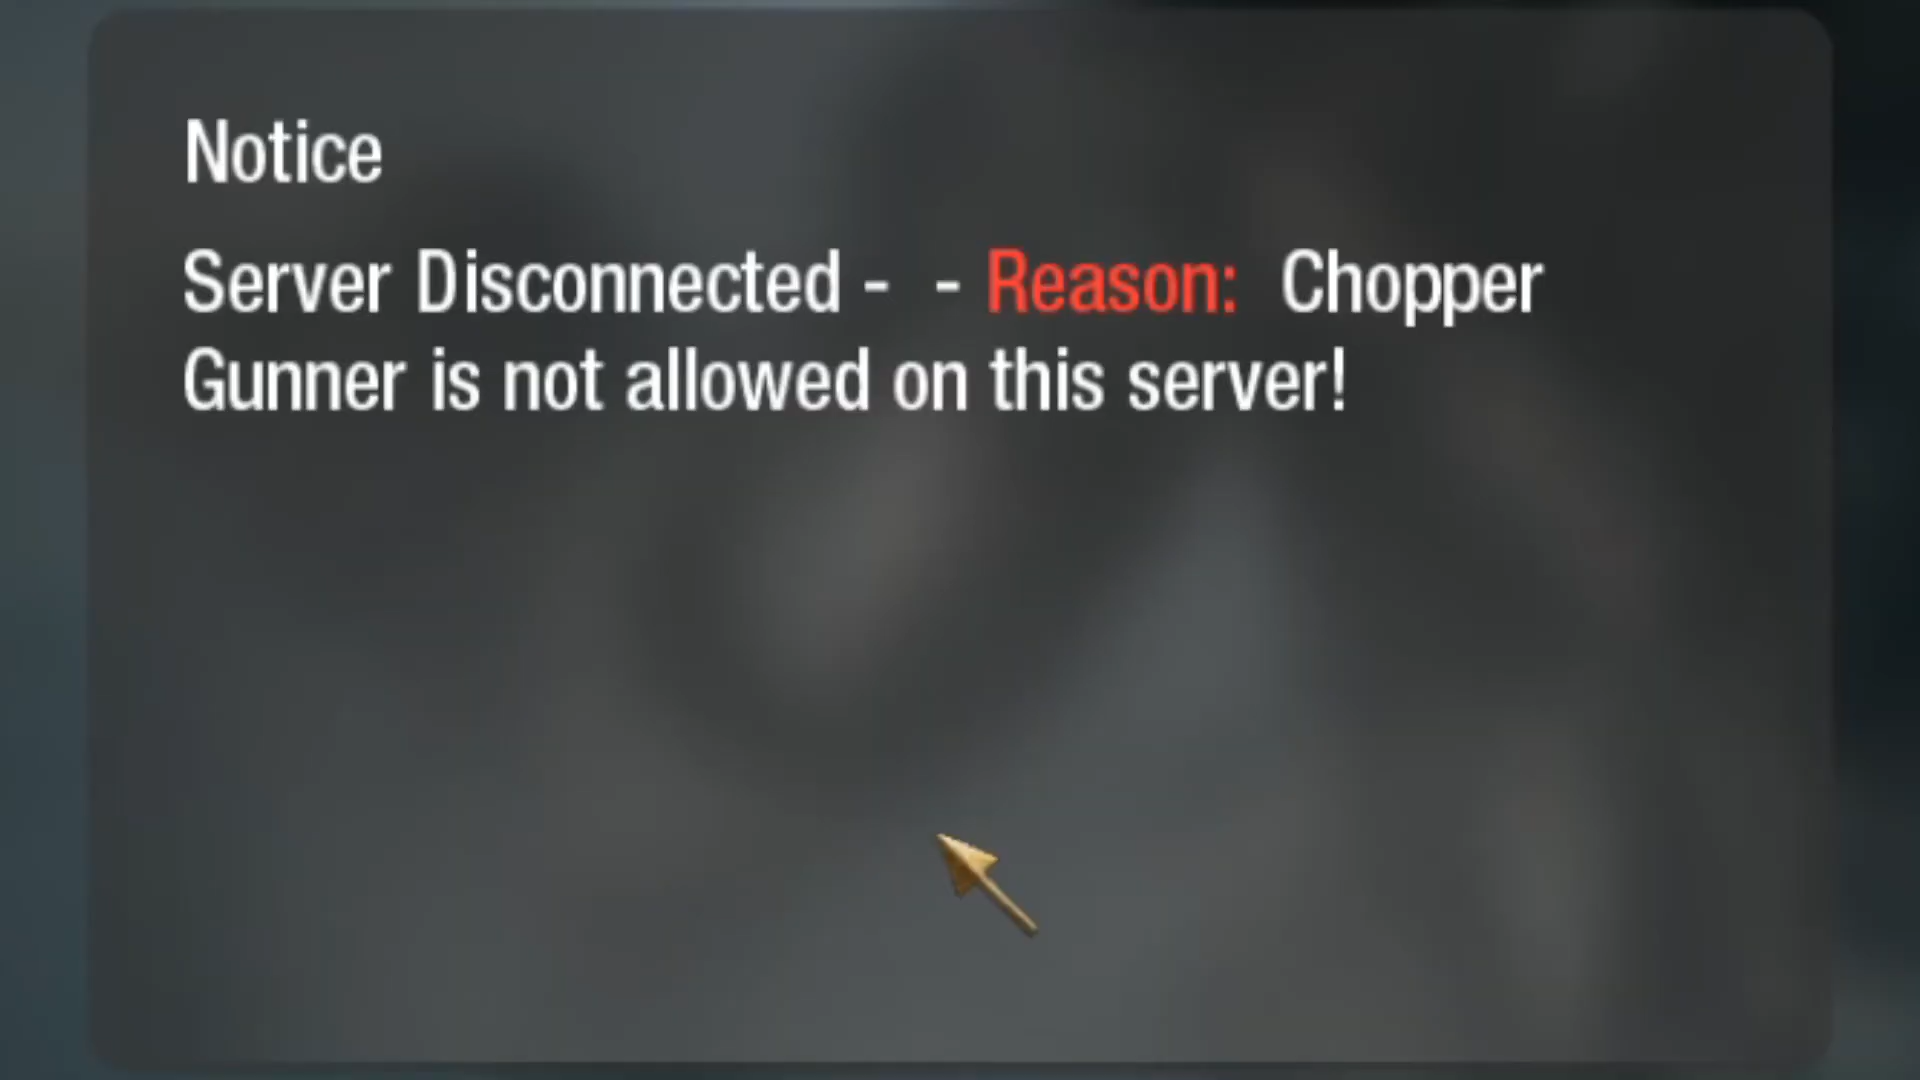 Notice
Server Disconnected -  - Reason:  Chopper
Gunner is not allowed on this server!